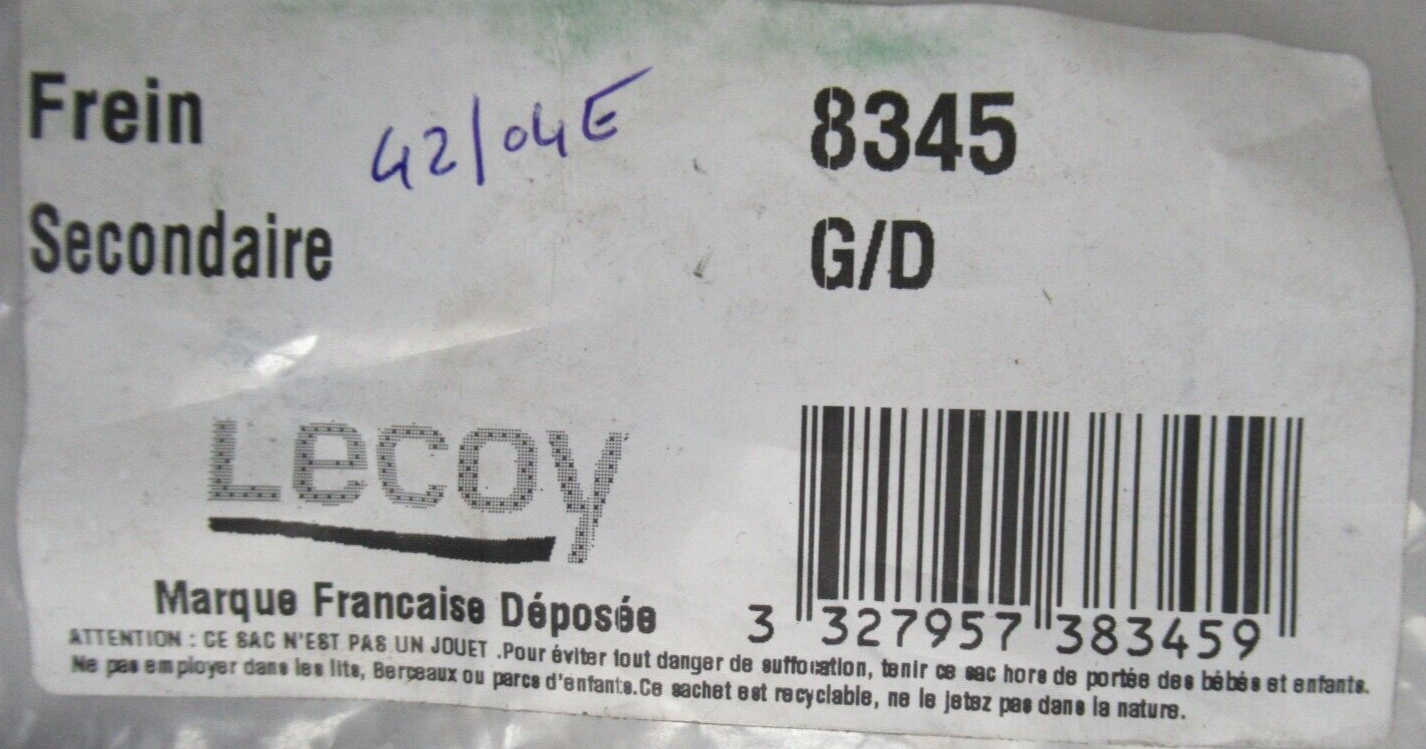 Frein
42/04E
8345
Secondaire
G/D
Lecoy
Marque Francaise Déposée
3 327957 383459
ATTENTION : CE SAC N'EST PAS UN JOUET .Pour éviter tout danger de suffocation, tenir ce sac hors de portée des bébés et enfants.
Ne pas employer dans les lits, Berceaux ou parcs d'enfants.Ce sachet est recyclable, ne le jetez pas dans la nature.